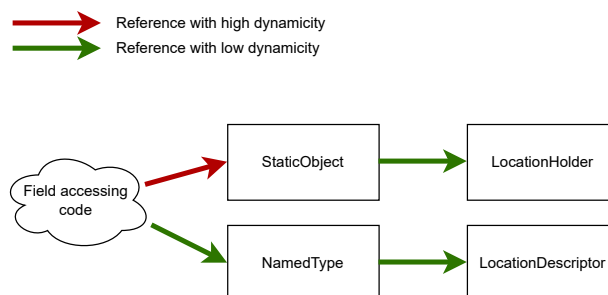 Reference with high dynamicity
Reference with low dynamicity
StaticObject
LocationHolder
Field accessing
code
NamedType
LocationDescriptor